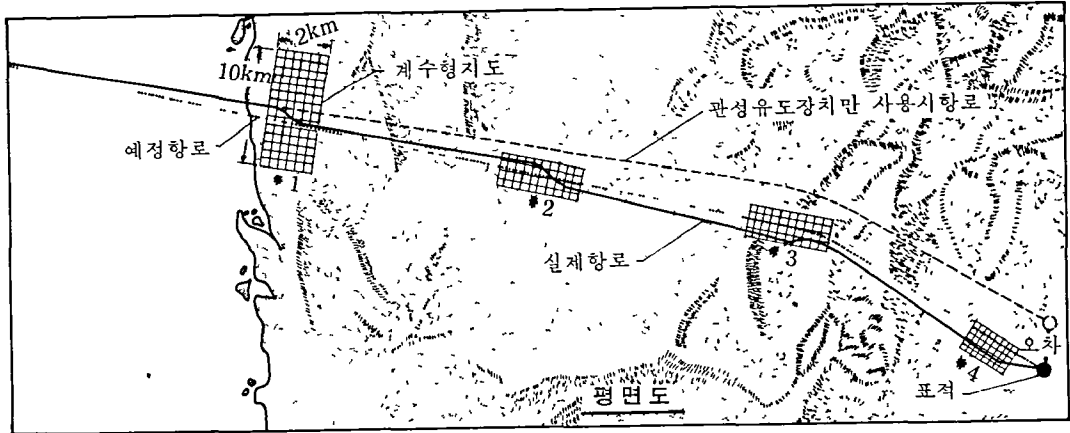 2km
10km
계수형지도
관성유도장치만 사용시항로
예정항로
*1
*2
*3
실제항로
오차
*4
표적
평면도